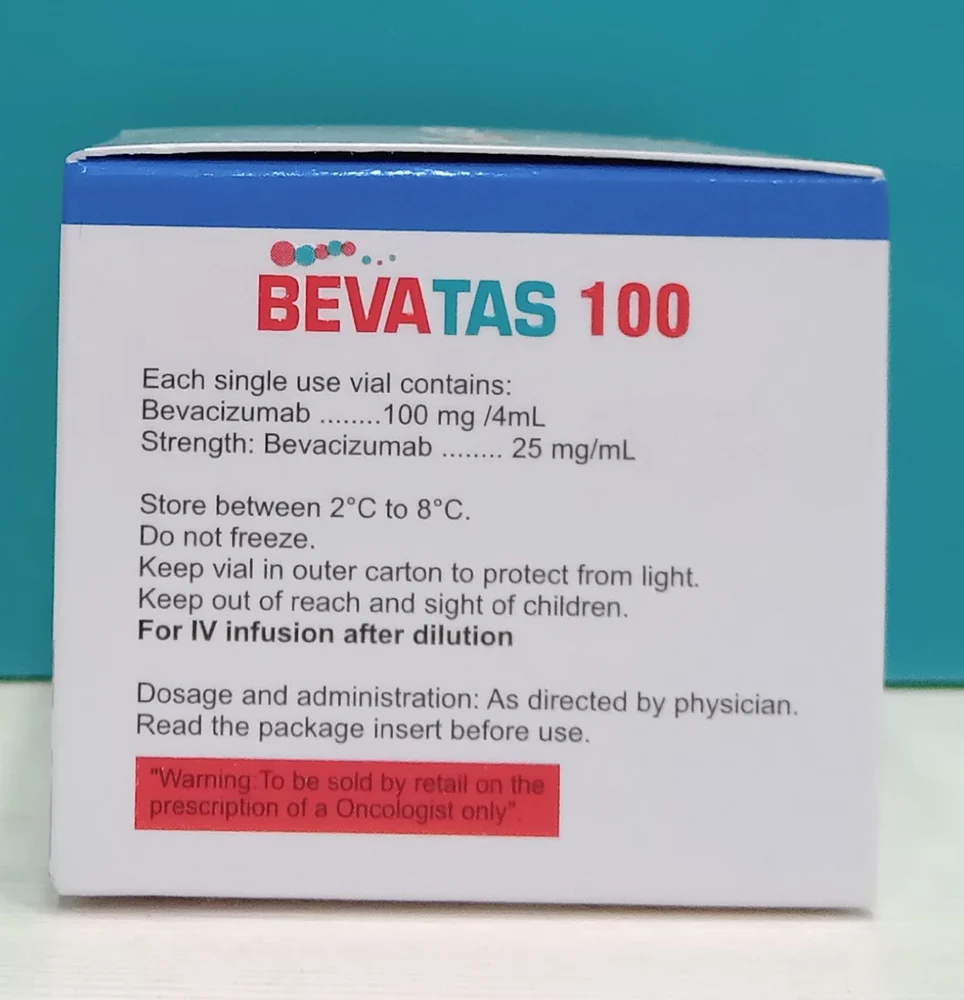 BEVATAS 100
Each single use vial contains:
Bevacizumab ........100 mg /4mL
Strength: Bevacizumab ........ 25 mg/mL
Store between 2°C to 8°C.
Do not freeze.
Keep vial in outer carton to protect from light.
Keep out of reach and sight of children.
For IV infusion after dilution
Dosage and administration: As directed by physician.
Read the package insert before use.
"Warning:To be sold by retail on the
prescription of a Oncologist only".